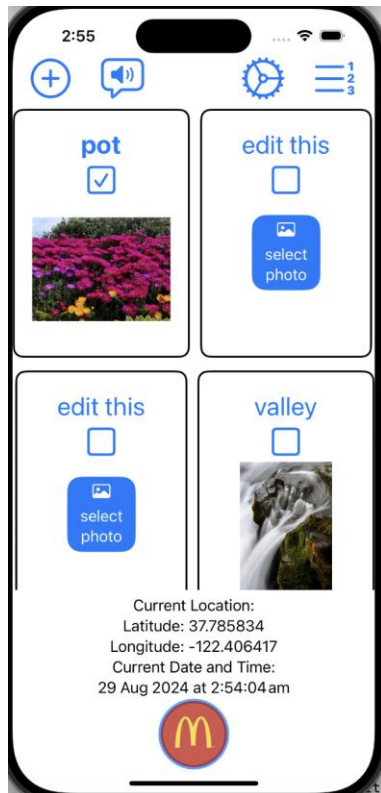 2:55
1
2
3
pot
edit this
select
photo
edit this
valley
select
photo
Current Location:
Latitude: 37.785834
Longitude: -122.406417
Current Date and Time:
29 Aug 2024 at 2:54:04 am